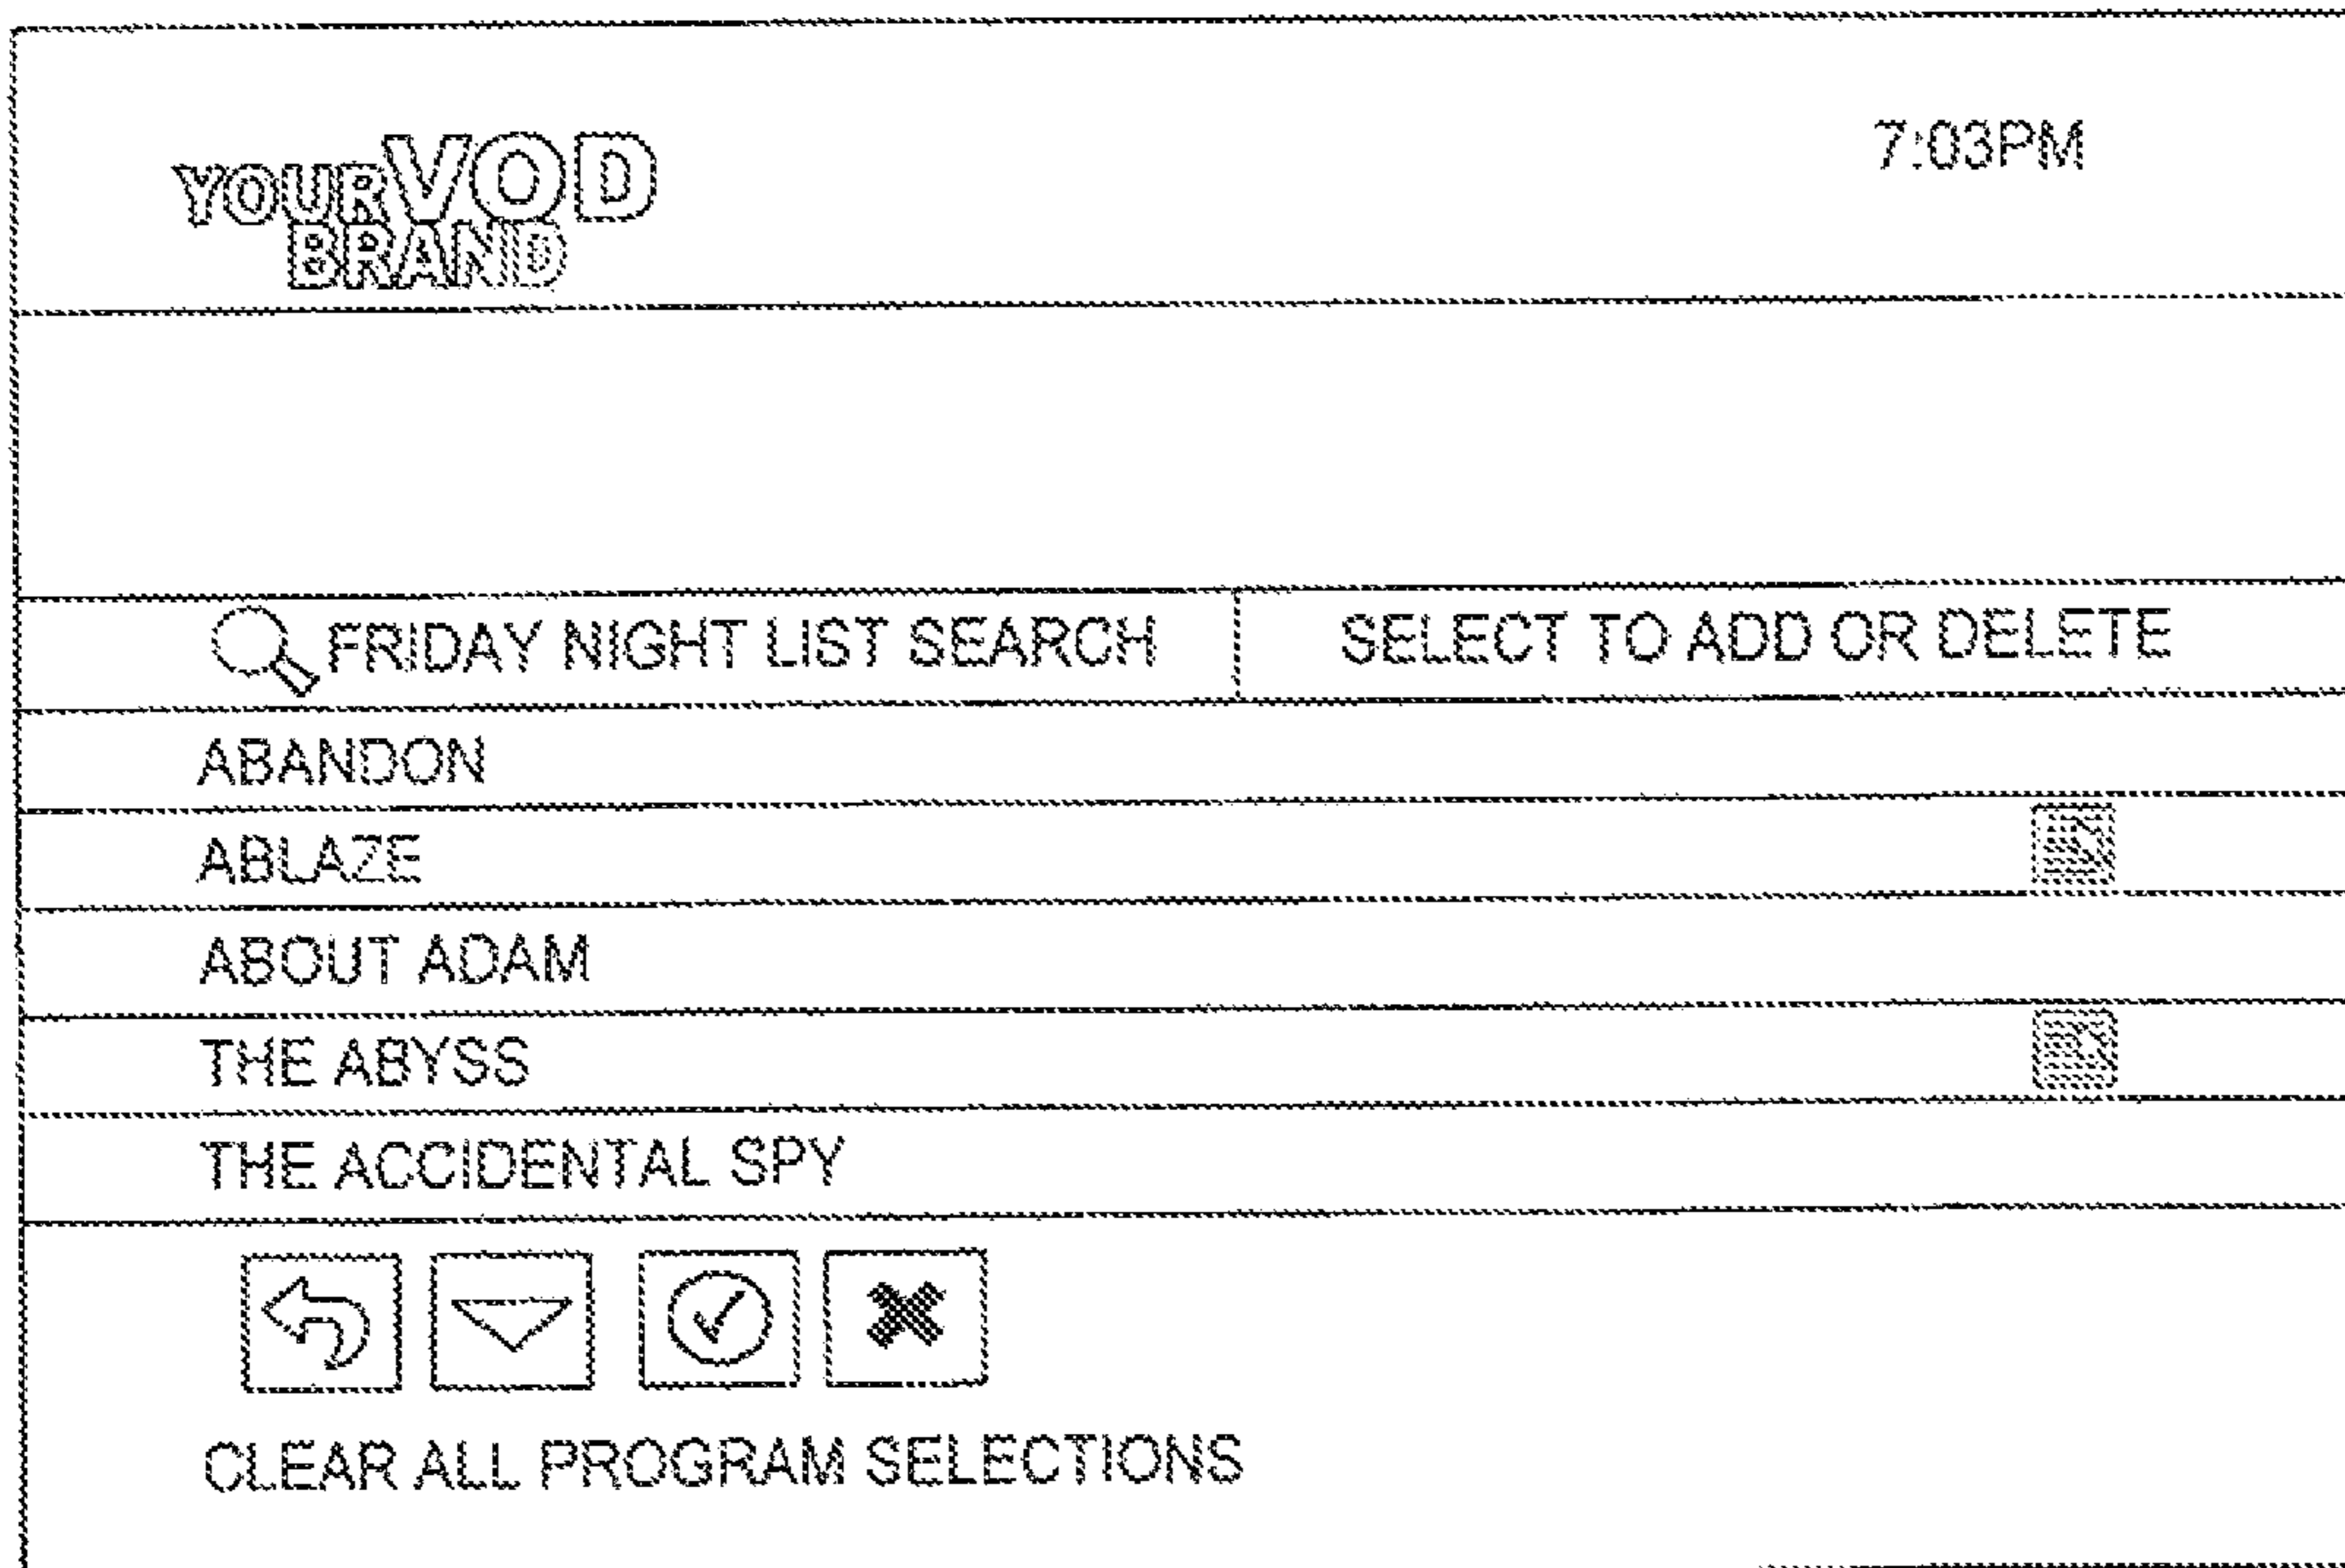 YOUR VOD
BRAND
7:03PM
FRIDAY NIGHT LIST SEARCH
SELECT TO ADD OR DELETE
ABANDON
ABLAZE
ABOUT ADAM
THE ABYSS
THE ACCIDENTAL SPY
CLEAR ALL PROGRAM SELECTIONS